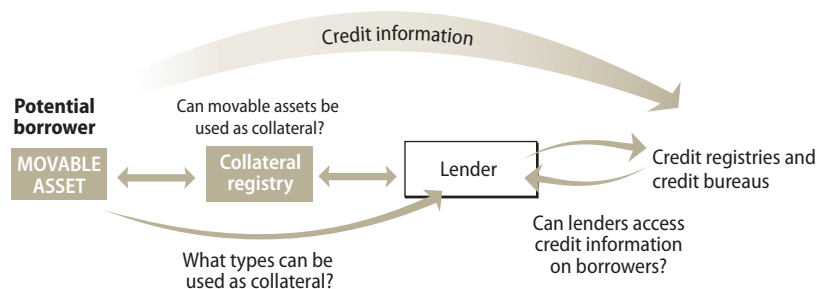 Credit information
Potential
borrower
MOVABLE
ASSET
Can movable assets be
used as collateral?
Collateral
registry
Lender
Credit registries and
credit bureaus
What types can be
used as collateral?
Can lenders access
credit information
on borrowers?